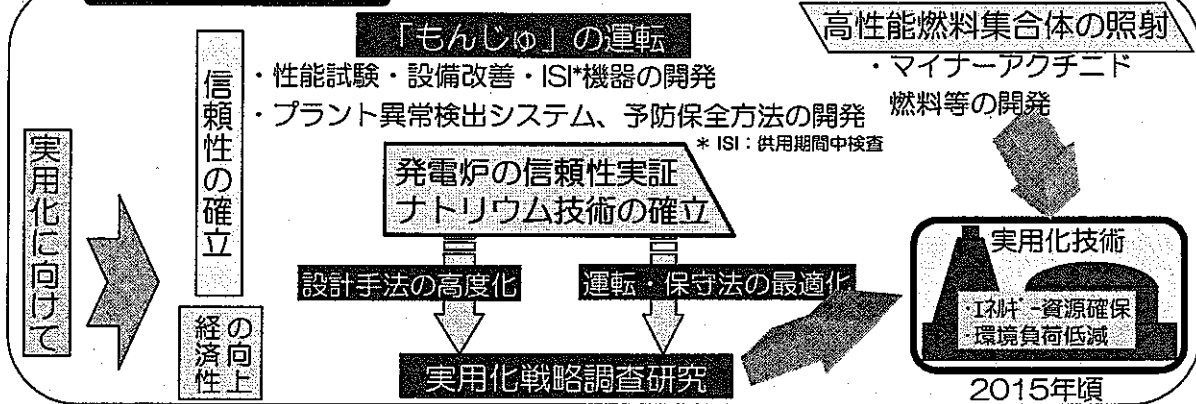 実用化に向けて
信頼性の確立
経済性
の向上
「もんじゅ」の運転
・性能試験・設備改善・ISI*機器の開発
・プラント異常検出システム、予防保全方法の開発
* ISI:供用期間中検査
発電炉の信頼性実証
ナトリウム技術の確立
設計手法の高度化
運転・保守法の最適化
実用化戦略調査研究
高性能燃料集合体の照射
・マイナーアクチニド
燃料等の開発
実用化技術
・エネルギー資源確保
・環境負荷低減
2015年頃